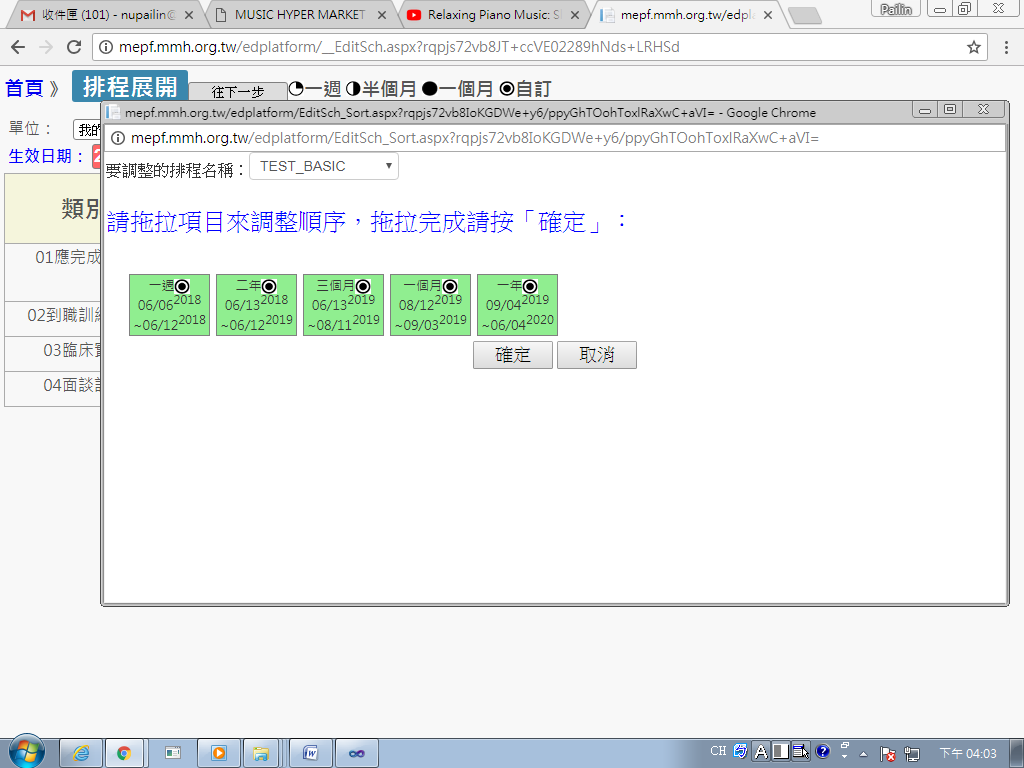 收件匣 (101) - nupailin@
MUSIC HYPER MARKET
Relaxing Piano Music: S
mepf.mmh.org.tw/edpl
Pailin
mepf.mmh.org.tw/edplatform/__EditSch.aspx?rqpjs72vb8JT+ccVE02289hNds+LRHSd
首頁 》 排程展開 往下一步 一週 半個月 一個月 自訂
mepf.mmh.org.tw/edplatform/EditSch_Sort.aspx?rqpjs72vb8IoKGDWe+y6/ppyGhTOohToxlRaXwC+aVI= - Google Chrome
mepf.mmh.org.tw/edplatform/EditSch_Sort.aspx?rqpjs72vb8IoKGDWe+y6/ppyGhTOohToxlRaXwC+aVI=
單位： 我的
生效日期：
類別
01應完成
02到職訓練
03臨床實
04面談
要調整的排程名稱： TEST_BASIC
請拖拉項目來調整順序，拖拉完成請按「確定」：
一週
06/06 2018
~06/12 2018
二年
06/13 2018
~06/12 2019
三個月
06/13 2019
~08/11 2019
一個月
08/12 2019
~09/03 2019
一年
09/04 2019
~06/04 2020
確定 取消
CH
下午 04:03